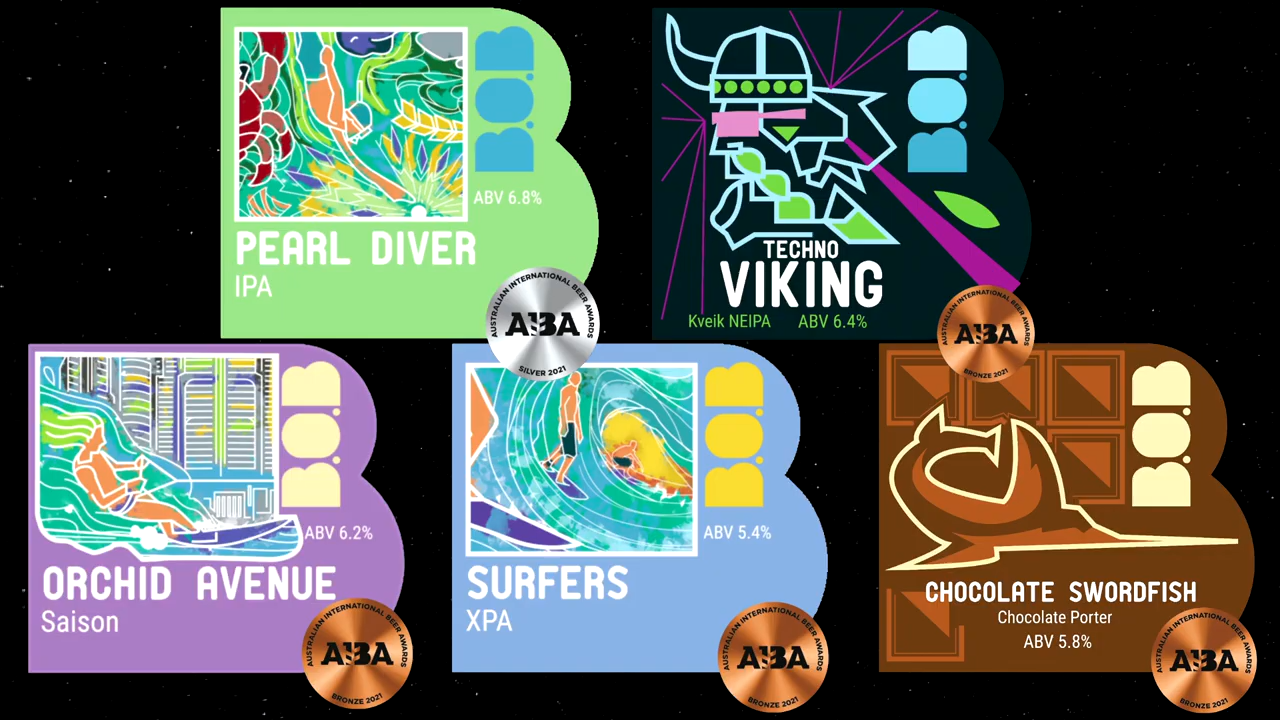 B.O.B
ABV 6.8%
PEARL DIVER
IPA
AUSTRALIAN INTERNATIONAL BEER AWARDS
AIBA
SILVER 2021
B.O.B
TECHNO
VIKING
Kveik NEIPA ABV 6.4%
AUSTRALIAN INTERNATIONAL BEER AWARDS
AIBA
BRONZE 2021
B.O.B
ABV 6.2%
ORCHID AVENUE
Saison
AUSTRALIAN INTERNATIONAL BEER AWARDS
AIBA
BRONZE 2021
B.O.B
ABV 5.4%
SURFERS
XPA
AUSTRALIAN INTERNATIONAL BEER AWARDS
AIBA
BRONZE 2021
B.O.B
CHOCOLATE SWORDFISH
Chocolate Porter
ABV 5.8%
AUSTRALIAN INTERNATIONAL BEER AWARDS
AIBA
BRONZE 2021